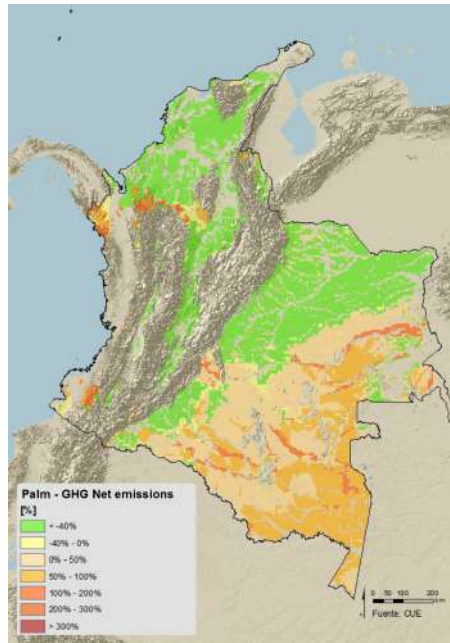 Palm - GHG Net emissions
[%]
< -40%
-40% - 0%
0% - 50%
50% - 100%
100% - 200%
200% - 300%
> 300%
0 50 100 200
km
Fuente: CUE